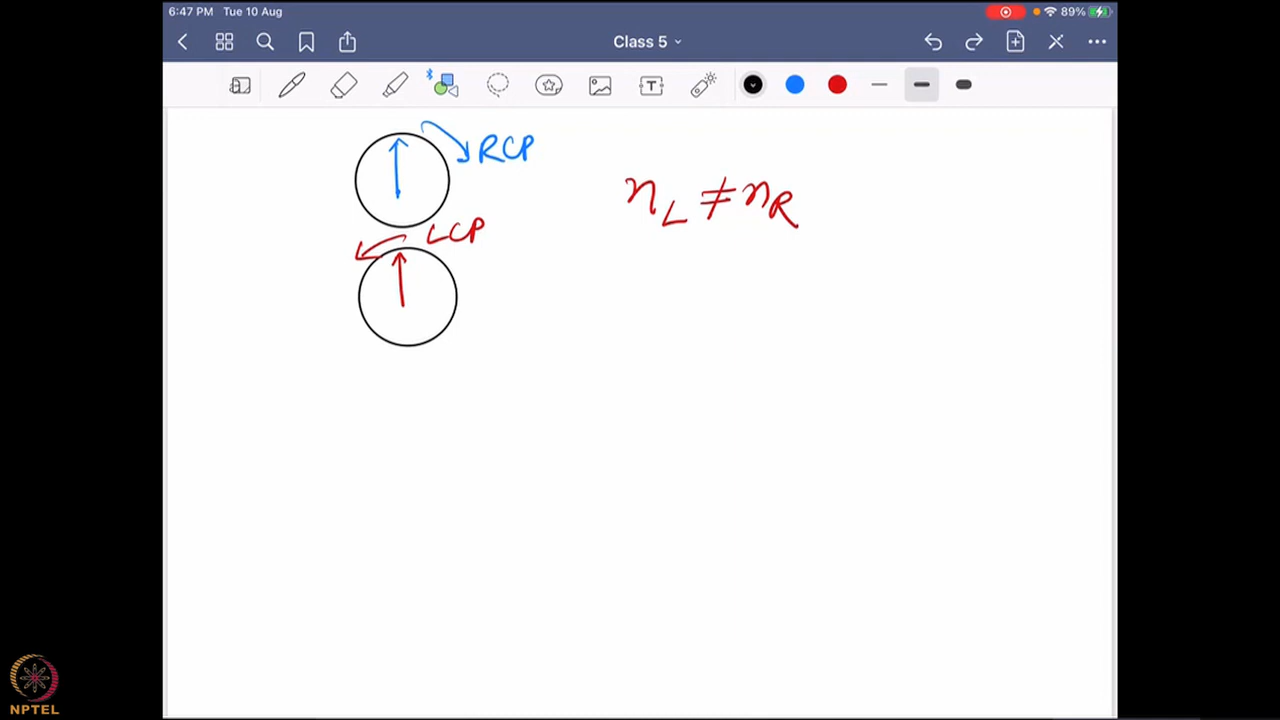 6:47 PM Tue 10 Aug
89%
Class 5
T
RCP
n_L ≠ n_R
LCP
NPTEL